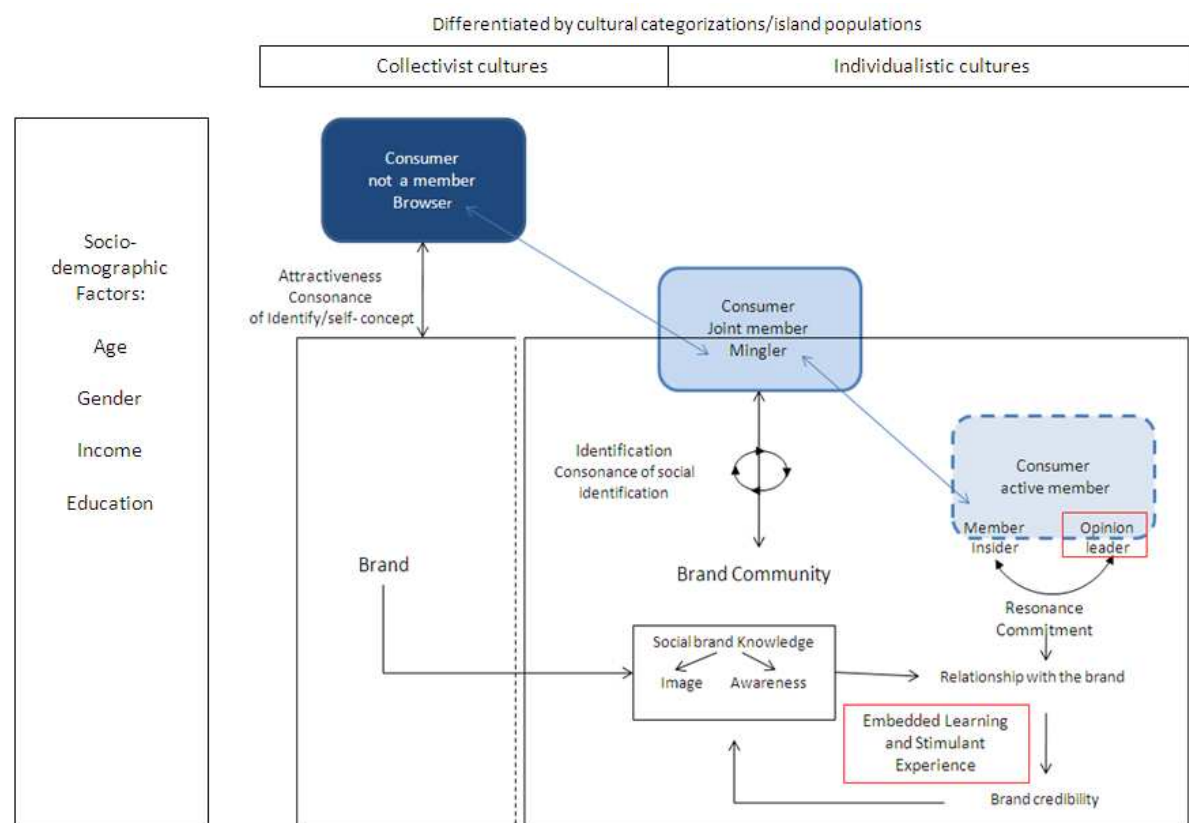 Differentiated by cultural categorizations/island populations
Collectivist cultures
Individualistic cultures
Socio-
demographic
Factors:
Age
Gender
Income
Education
Consumer
not a member
Browser
Attractiveness
Consonance
of Identify/self- concept
Consumer
Joint member
Mingler
Identification
Consonance of social
identification
Consumer
active member
Member
Insider
Opinion
leader
Brand
Brand Community
Resonance
Commitment
Social brand Knowledge
Image
Awareness
Relationship with the brand
Embedded Learning
and Stimulant
Experience
Brand credibility